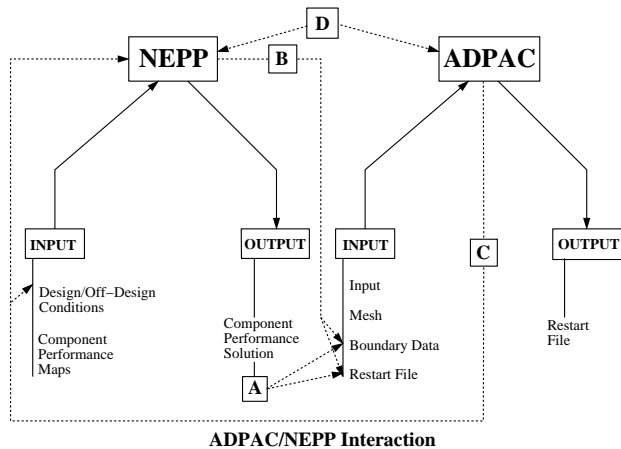 D
NEPP
B
ADPAC
INPUT
OUTPUT
INPUT
C
OUTPUT
Design/Off−Design
Conditions
Component
Performance
Maps
Component
Performance
Solution
A
Input
Mesh
Boundary Data
Restart File
Restart
File
ADPAC/NEPP Interaction